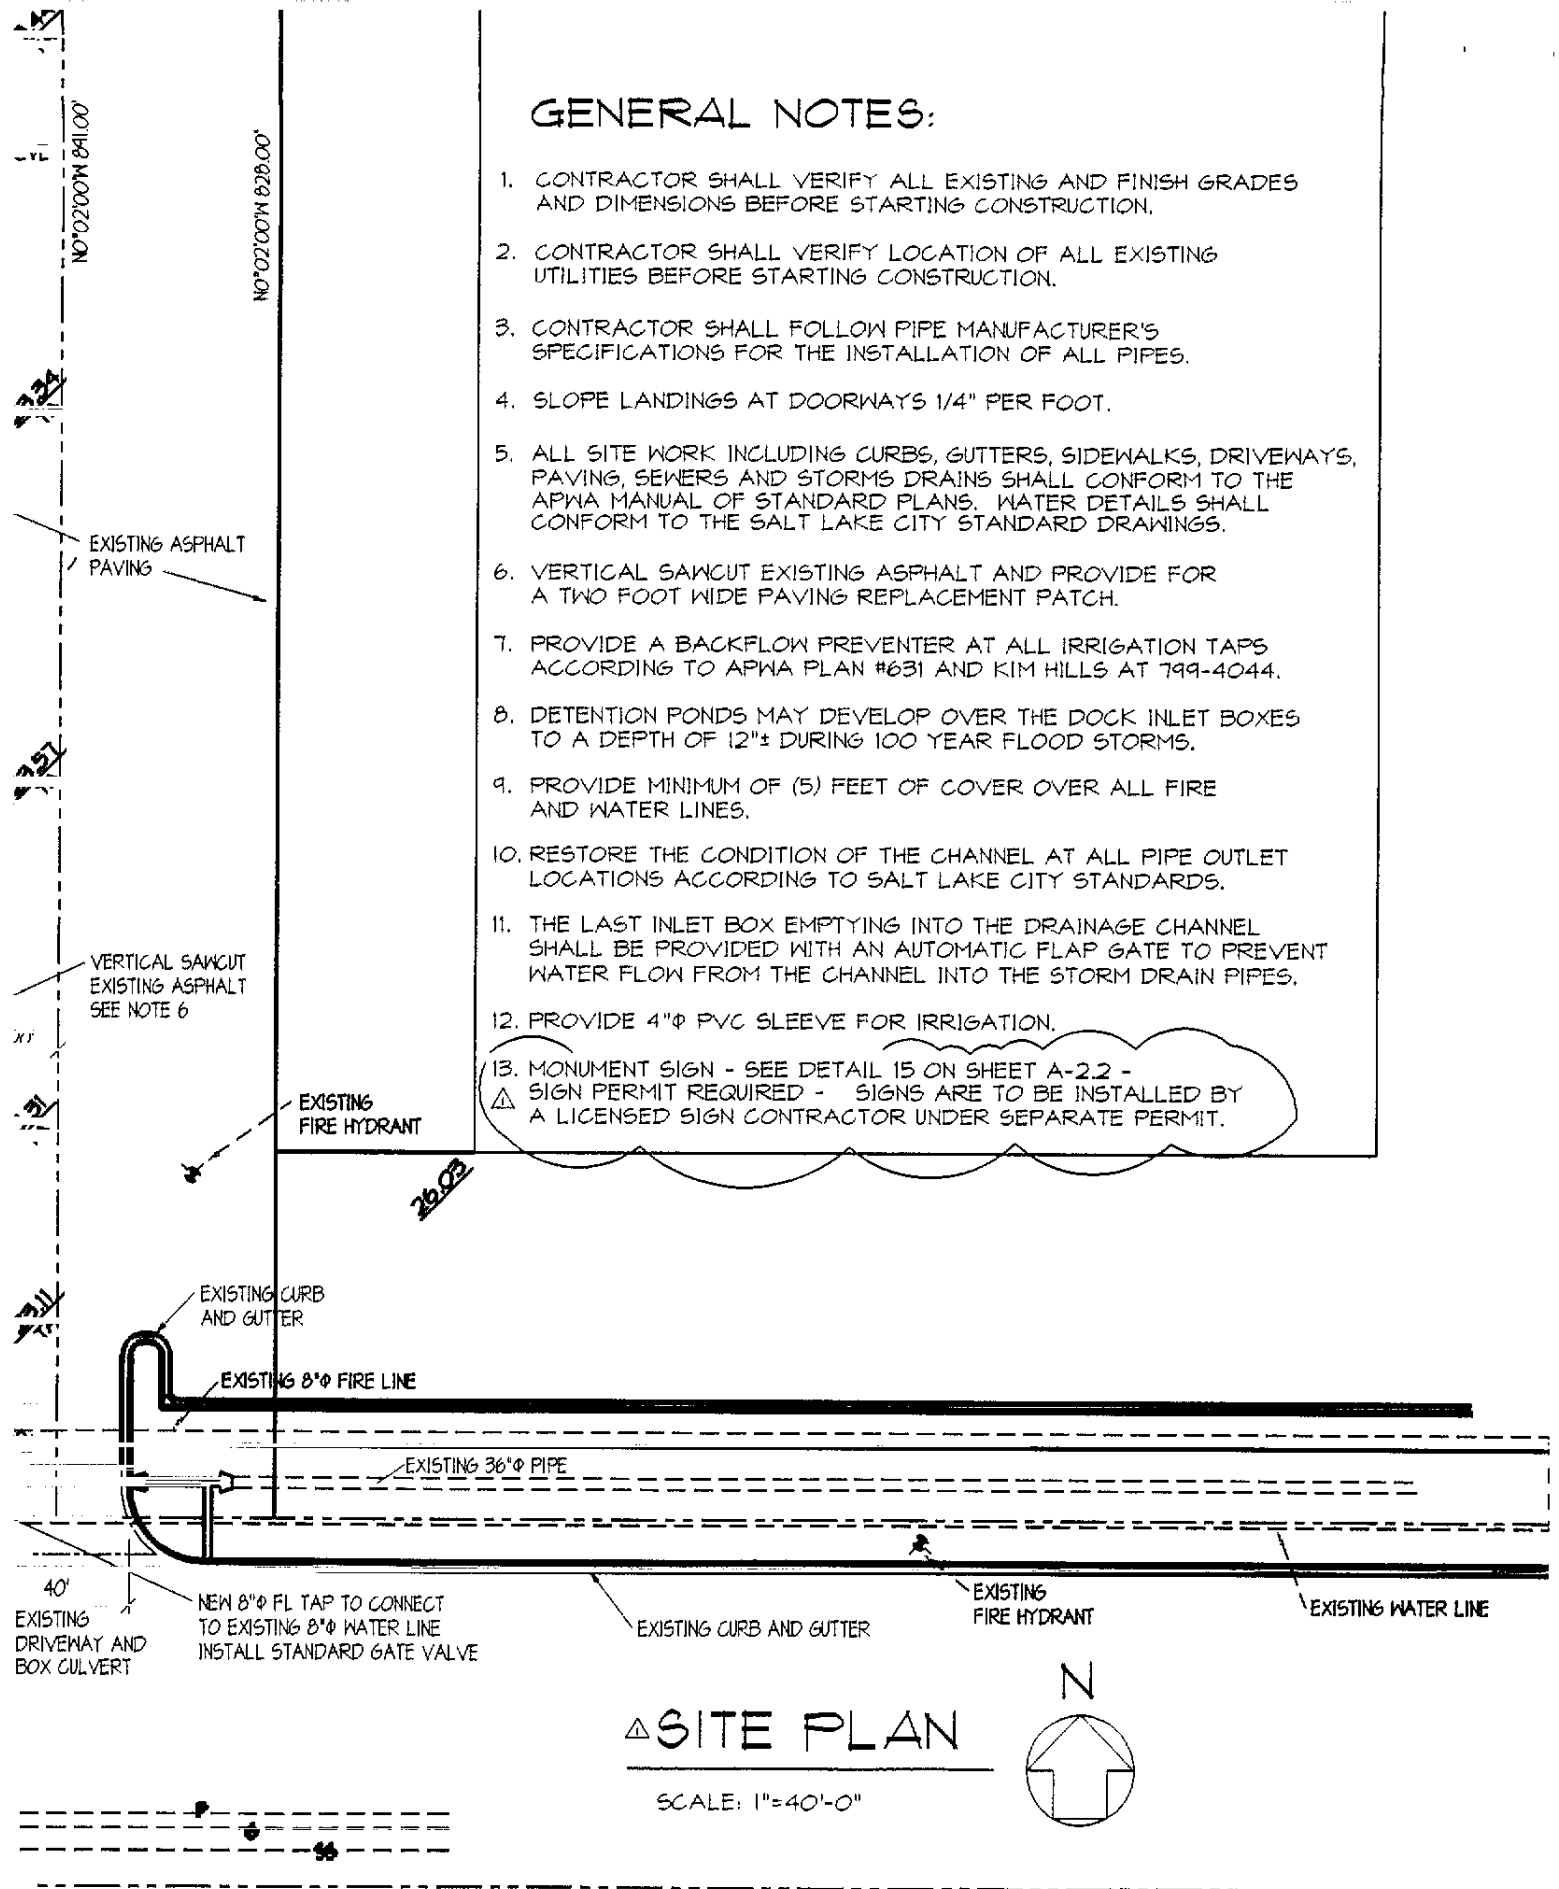 GENERAL NOTES:
1. CONTRACTOR SHALL VERIFY ALL EXISTING AND FINISH GRADES
AND DIMENSIONS BEFORE STARTING CONSTRUCTION.
2. CONTRACTOR SHALL VERIFY LOCATION OF ALL EXISTING
UTILITIES BEFORE STARTING CONSTRUCTION.
3. CONTRACTOR SHALL FOLLOW PIPE MANUFACTURER'S
SPECIFICATIONS FOR THE INSTALLATION OF ALL PIPES.
4. SLOPE LANDINGS AT DOORWAYS 1/4" PER FOOT.
5. ALL SITE WORK INCLUDING CURBS, GUTTERS, SIDEWALKS, DRIVEWAYS,
PAVING, SEWERS AND STORMS DRAINS SHALL CONFORM TO THE
APWA MANUAL OF STANDARD PLANS. WATER DETAILS SHALL
CONFORM TO THE SALT LAKE CITY STANDARD DRAWINGS.
6. VERTICAL SAWCUT EXISTING ASPHALT AND PROVIDE FOR
A TWO FOOT WIDE PAVING REPLACEMENT PATCH.
7. PROVIDE A BACKFLOW PREVENTER AT ALL IRRIGATION TAPS
ACCORDING TO APWA PLAN #631 AND KIM HILLS AT 799-4044.
8. DETENTION PONDS MAY DEVELOP OVER THE DOCK INLET BOXES
TO A DEPTH OF 12"± DURING 100 YEAR FLOOD STORMS.
9. PROVIDE MINIMUM OF (5) FEET OF COVER OVER ALL FIRE
AND WATER LINES.
10. RESTORE THE CONDITION OF THE CHANNEL AT ALL PIPE OUTLET
LOCATIONS ACCORDING TO SALT LAKE CITY STANDARDS.
11. THE LAST INLET BOX EMPTYING INTO THE DRAINAGE CHANNEL
SHALL BE PROVIDED WITH AN AUTOMATIC FLAP GATE TO PREVENT
WATER FLOW FROM THE CHANNEL INTO THE STORM DRAIN PIPES.
12. PROVIDE 4"Φ PVC SLEEVE FOR IRRIGATION.
13. MONUMENT SIGN - SEE DETAIL 15 ON SHEET A-2.2 -
1 SIGN PERMIT REQUIRED - SIGNS ARE TO BE INSTALLED BY
A LICENSED SIGN CONTRACTOR UNDER SEPARATE PERMIT.
N0°02'00"W 841.00'
N0°02'00"W 828.00'
EXISTING ASPHALT
PAVING
VERTICAL SAWCUT
EXISTING ASPHALT
SEE NOTE 6
EXISTING
FIRE HYDRANT
26.03
EXISTING CURB
AND GUTTER
EXISTING 8"Φ FIRE LINE
EXISTING 36"Φ PIPE
40'
EXISTING
DRIVEWAY AND
BOX CULVERT
NEW 8"Φ FL TAP TO CONNECT
TO EXISTING 8"Φ WATER LINE
INSTALL STANDARD GATE VALVE
EXISTING CURB AND GUTTER
EXISTING
FIRE HYDRANT
EXISTING WATER LINE
N
1 SITE PLAN
SCALE: 1"=40'-0"
P
G
SS